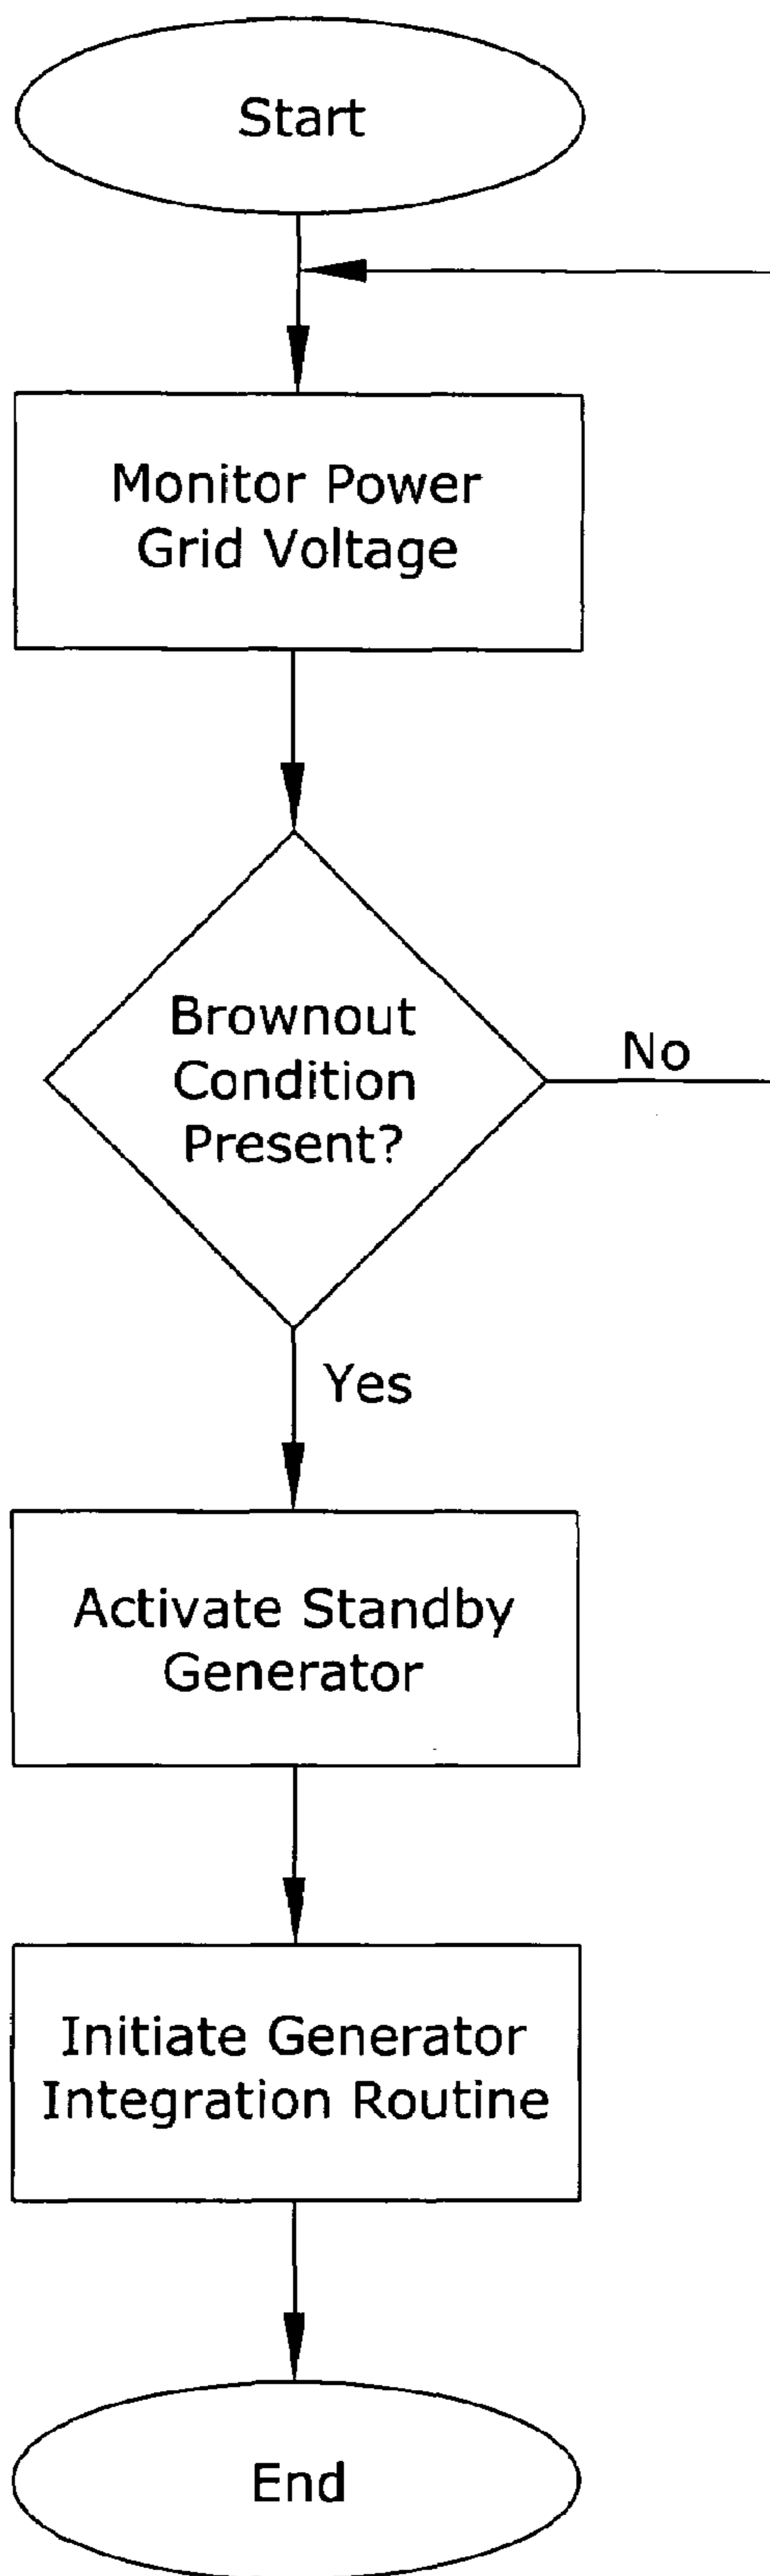 Start
Monitor Power
Grid Voltage
Brownout
Condition
Present?
No
Yes
Activate Standby
Generator
Initiate Generator
Integration Routine
End